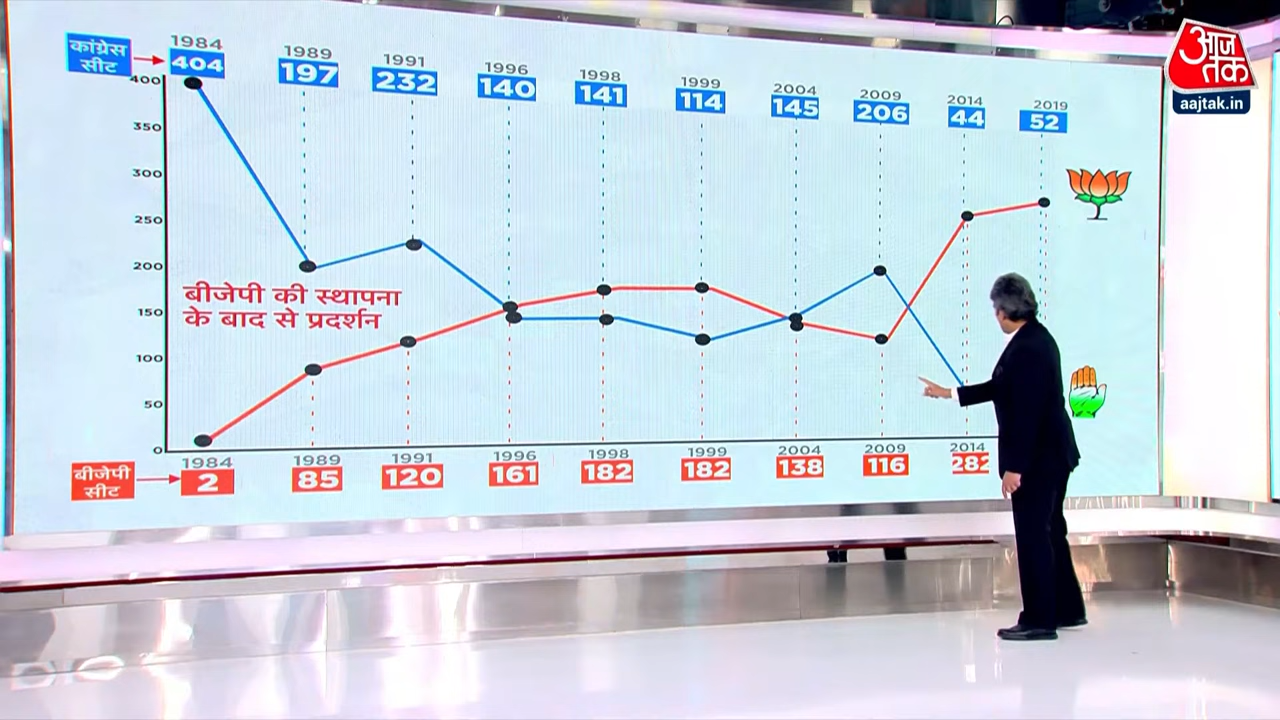 कांग्रेस
सीट
1984 1989 1991 1996 1998 1999 2004 2009 2014 2019
404 197 232 140 141 114 145 206 44 52
आज
तक
aajtak.in
400
350
300
250
200
150
100
50
0
बीजेपी की स्थापना
के बाद से प्रदर्शन
1984 1989 1991 1996 1998 1999 2004 2009 2014
बीजेपी
सीट
2 85 120 161 182 182 138 116 282